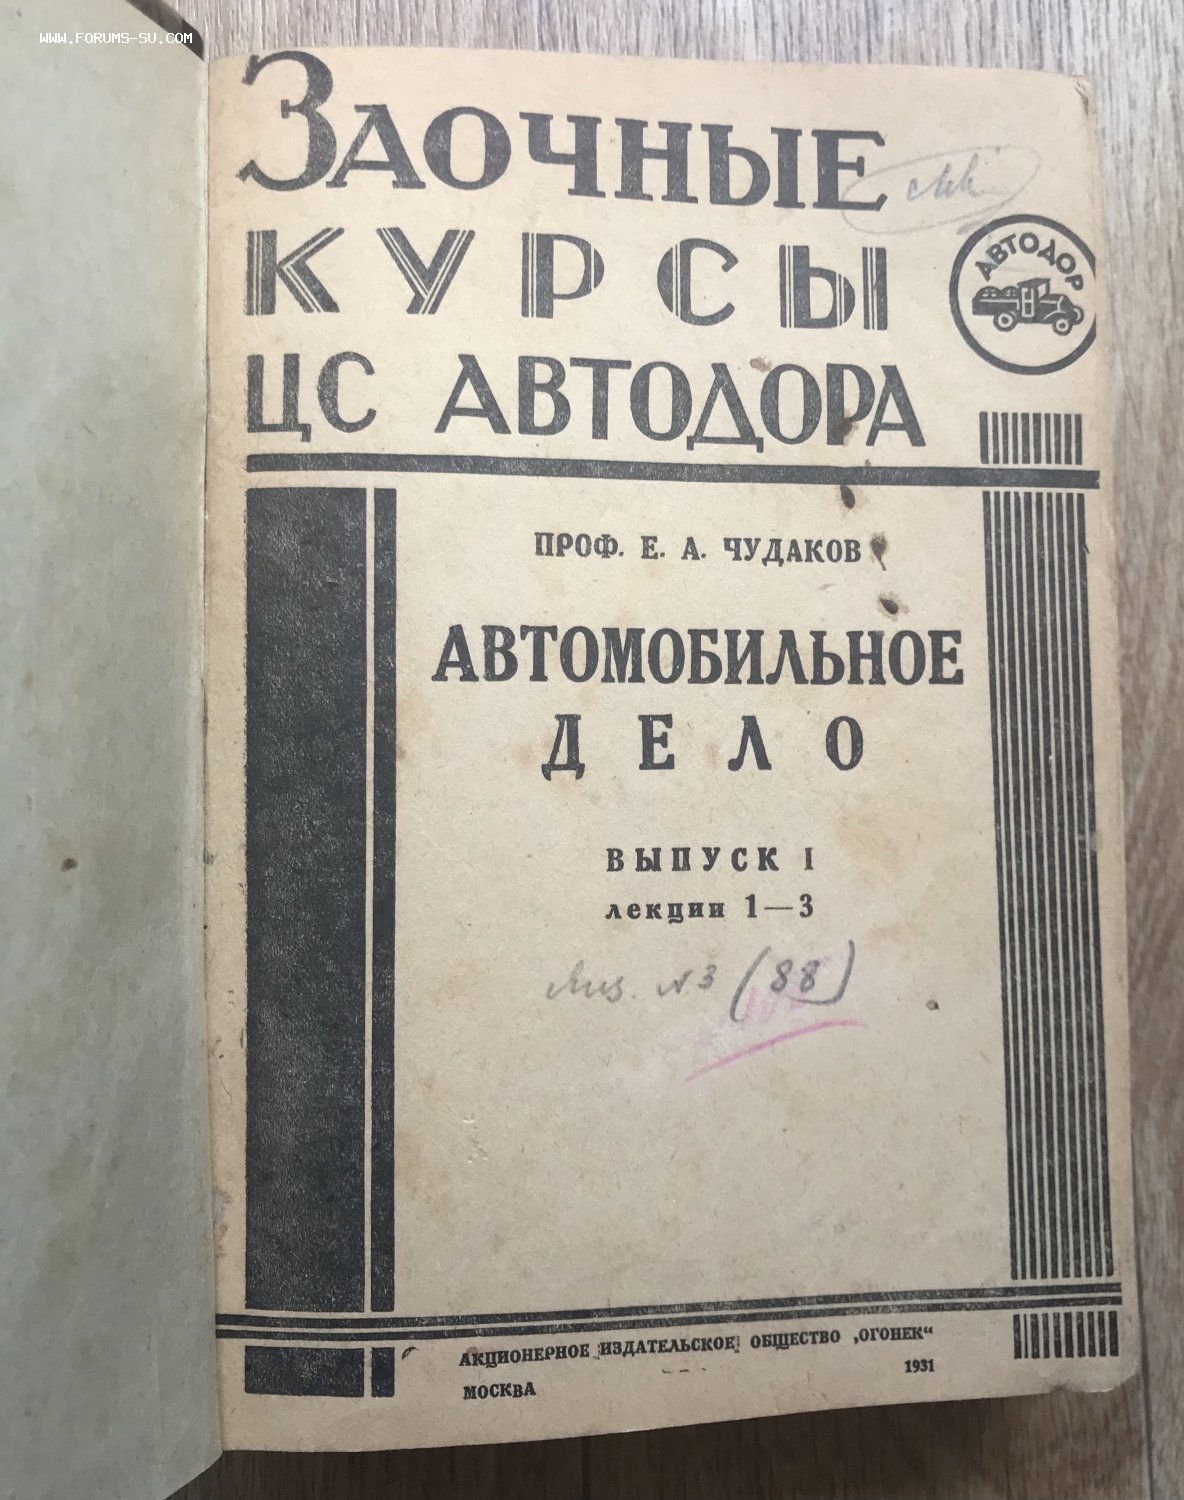 WWW.FORUMS-SU.COM
ЗАОЧНЫЕ
КУРСЫ
ЦС АВТОДОРА
АВТОДОР
ПРОФ. Е. А. ЧУДАКОВ
АВТОМОБИЛЬНОЕ
ДЕЛО
ВЫПУСК I
лекции 1—3
N 3 (88)
АКЦИОНЕРНОЕ ИЗДАТЕЛЬСКОЕ ОБЩЕСТВО „ОГОНЕК“
МОСКВА 1931